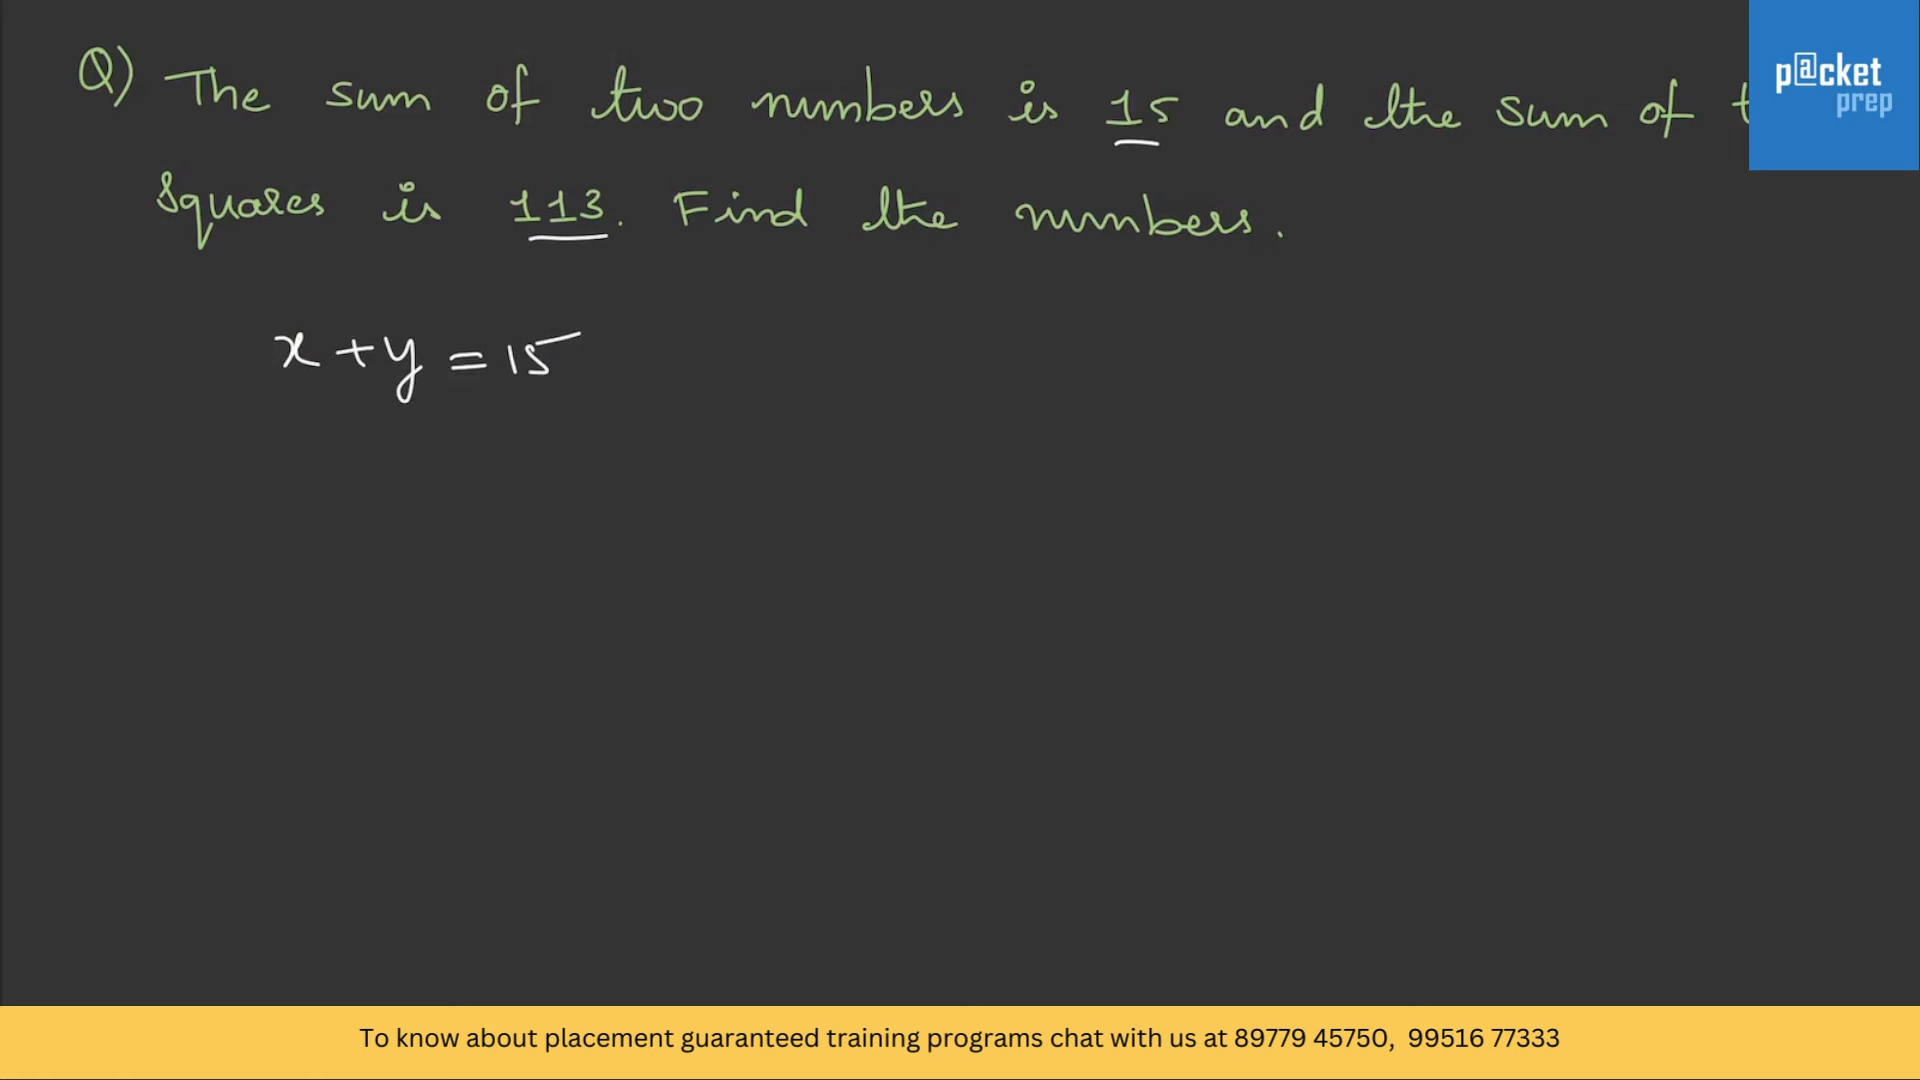 Q) The sum of two numbers is 15 and the sum of t
p@cket
prep
squares is 113. Find the numbers.
x + y = 15
To know about placement guaranteed training programs chat with us at 89779 45750, 99516 77333